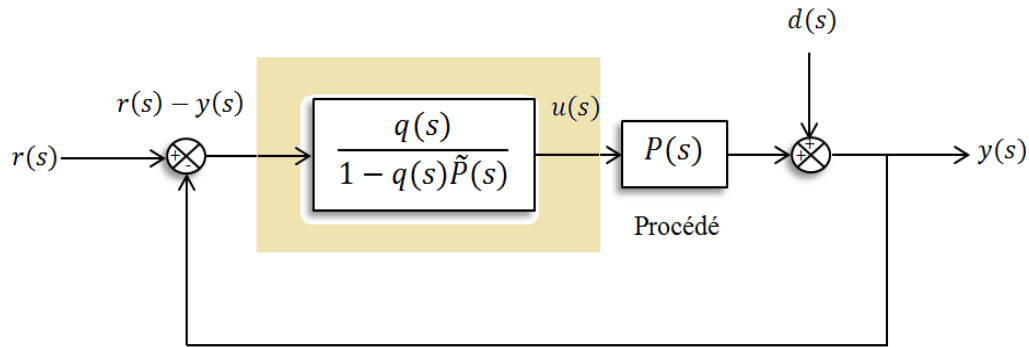 d(s)
r(s) − y(s)
u(s)
r(s)
+
-
q(s)
1 − q(s)P̃(s)
P(s)
+
+
y(s)
Procédé